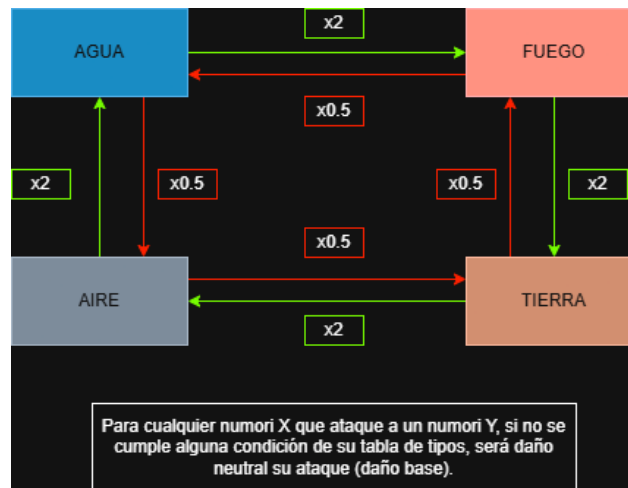 x2
AGUA
FUEGO
x0.5
x2
x0.5
x0.5
x2
x0.5
AIRE
TIERRA
x2
Para cualquier numori X que ataque a un numori Y, si no se
cumple alguna condición de su tabla de tipos, será daño
neutral su ataque (daño base).